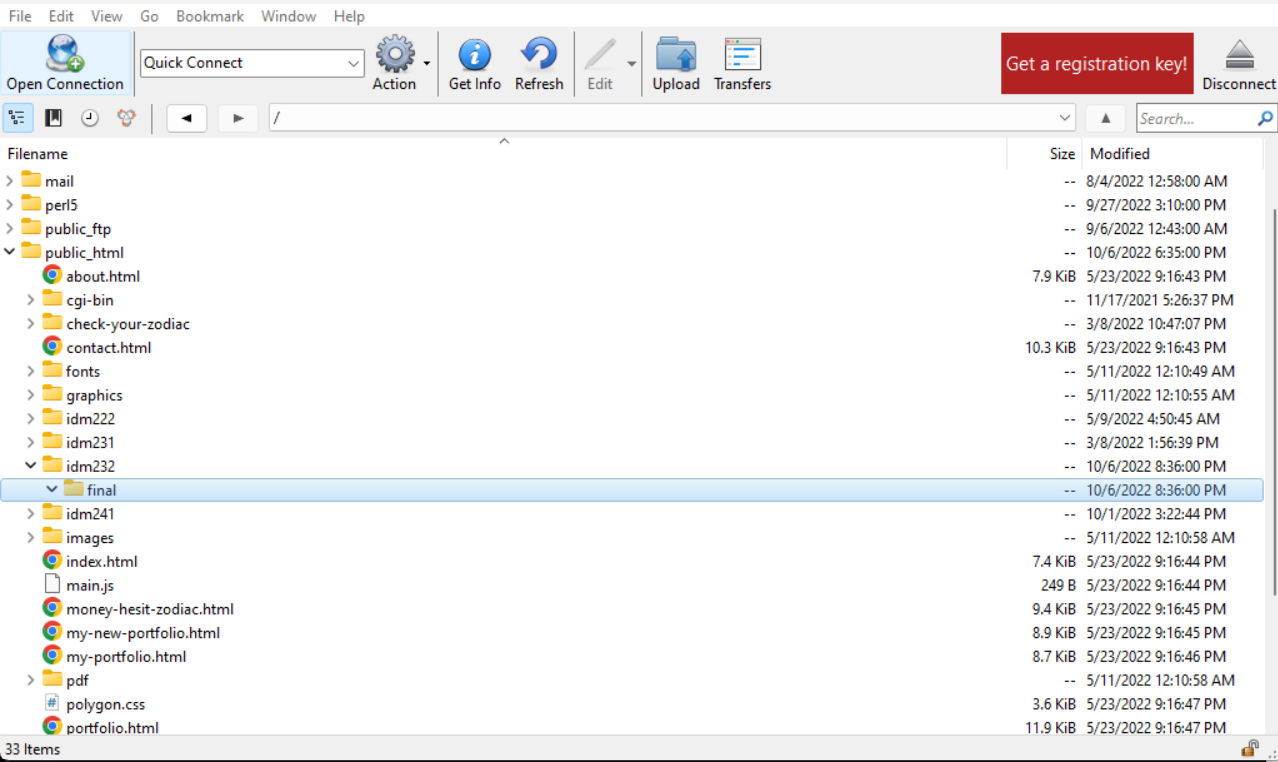 File Edit View Go Bookmark Window Help
Open Connection Quick Connect Action Get Info Refresh Edit Upload Transfers Get a registration key! Disconnect
/ Search...
Filename Size Modified
mail -- 8/4/2022 12:58:00 AM
perl5 -- 9/27/2022 3:10:00 PM
public_ftp -- 9/6/2022 12:43:00 AM
public_html -- 10/6/2022 6:35:00 PM
about.html 7.9 KiB 5/23/2022 9:16:43 PM
cgi-bin -- 11/17/2021 5:26:37 PM
check-your-zodiac -- 3/8/2022 10:47:07 PM
contact.html 10.3 KiB 5/23/2022 9:16:43 PM
fonts -- 5/11/2022 12:10:49 AM
graphics -- 5/11/2022 12:10:55 AM
idm222 -- 5/9/2022 4:50:45 AM
idm231 -- 3/8/2022 1:56:39 PM
idm232 -- 10/6/2022 8:36:00 PM
final -- 10/6/2022 8:36:00 PM
idm241 -- 10/1/2022 3:22:44 PM
images -- 5/11/2022 12:10:58 AM
index.html 7.4 KiB 5/23/2022 9:16:44 PM
main.js 249 B 5/23/2022 9:16:44 PM
money-hesit-zodiac.html 9.4 KiB 5/23/2022 9:16:45 PM
my-new-portfolio.html 8.9 KiB 5/23/2022 9:16:45 PM
my-portfolio.html 8.7 KiB 5/23/2022 9:16:46 PM
pdf -- 5/11/2022 12:10:58 AM
polygon.css 3.6 KiB 5/23/2022 9:16:47 PM
portfolio.html 11.9 KiB 5/23/2022 9:16:47 PM
33 Items